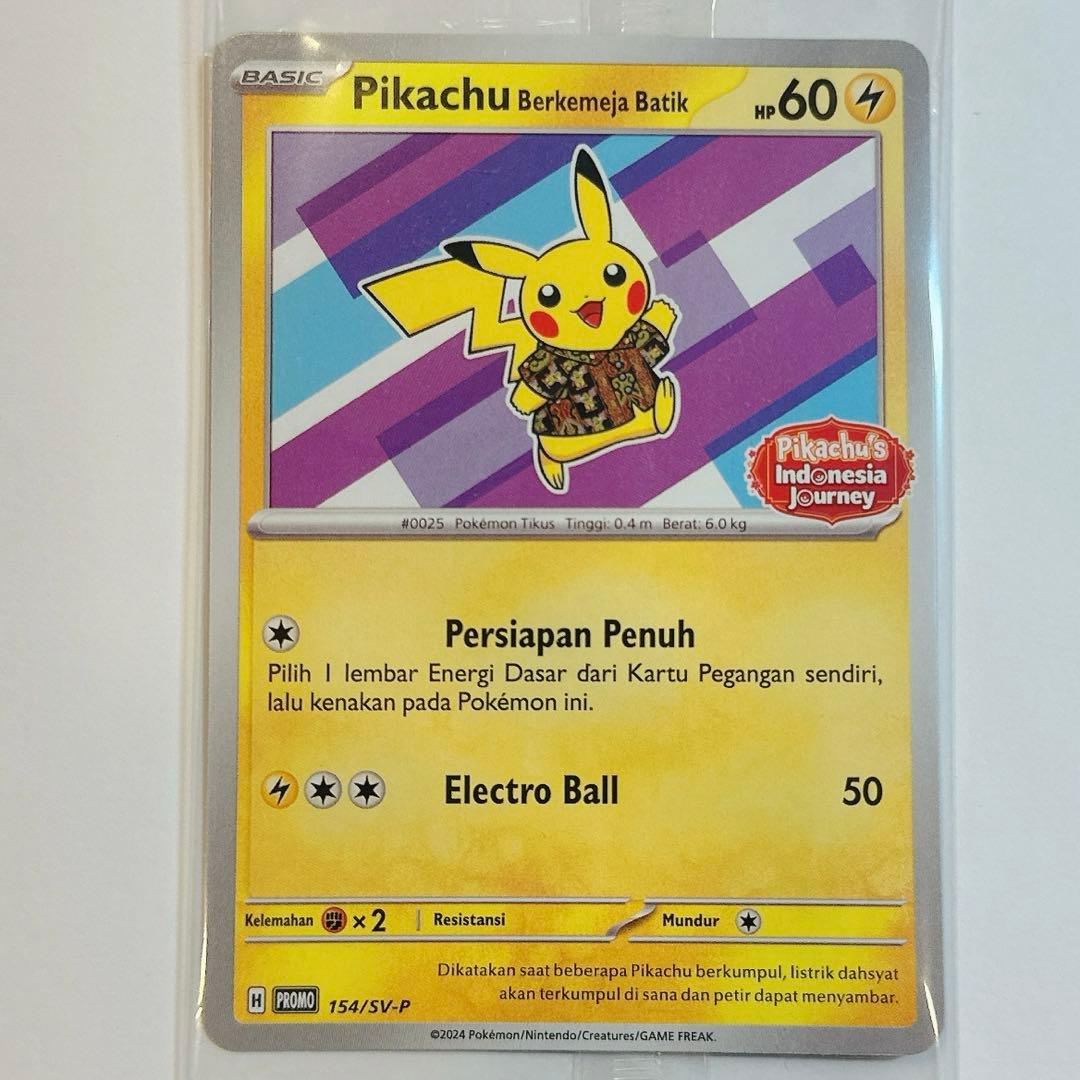 BASIC Pikachu Berkemeja Batik HP 60
Pikachu's
Indonesia
Journey
#0025 Pokémon Tikus Tinggi: 0.4 m Berat: 6.0 kg
Persiapan Penuh
Pilih 1 lembar Energi Dasar dari Kartu Pegangan sendiri,
lalu kenakan pada Pokémon ini.
Electro Ball 50
Kelemahan ×2 Resistansi Mundur
Dikatakan saat beberapa Pikachu berkumpul, listrik dahsyat
akan terkumpul di sana dan petir dapat menyambar.
H PROMO 154/SV-P
©2024 Pokémon/Nintendo/Creatures/GAME FREAK.